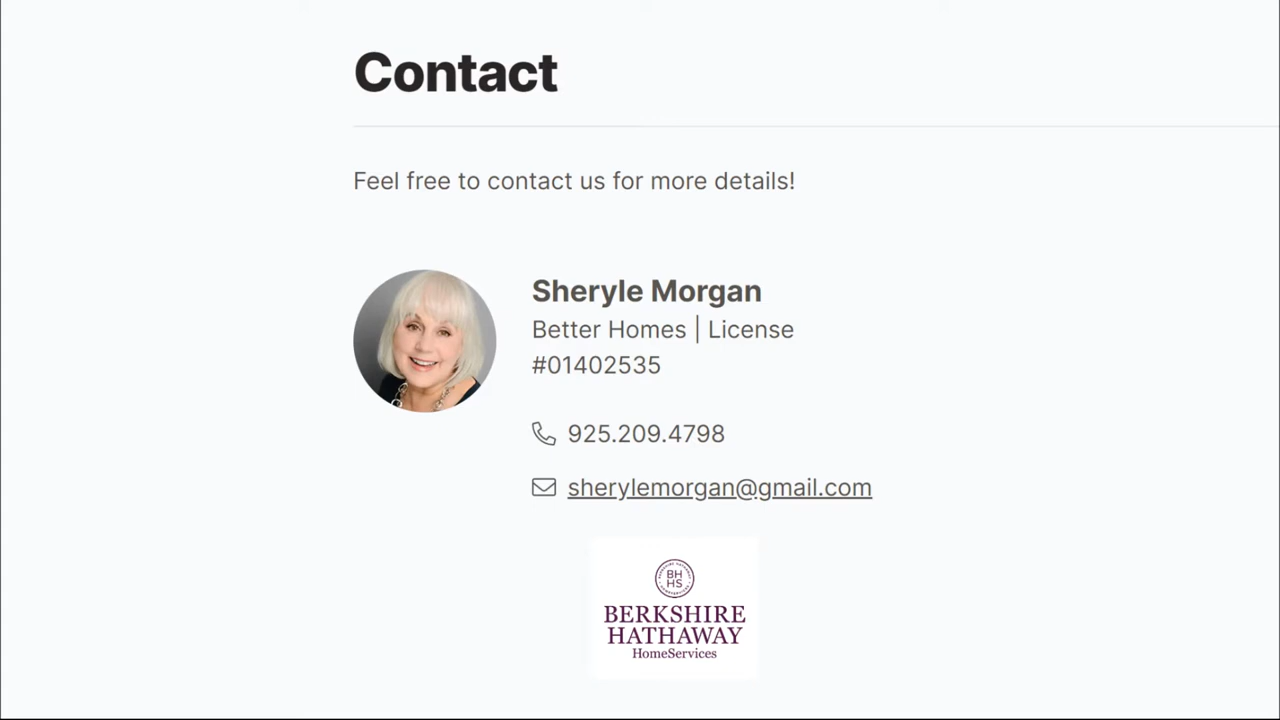 Contact
Feel free to contact us for more details!
Sheryle Morgan
Better Homes | License
#01402535
925.209.4798
sherylemorgan@gmail.com
BH
HS
BERKSHIRE
HATHAWAY
HomeServices